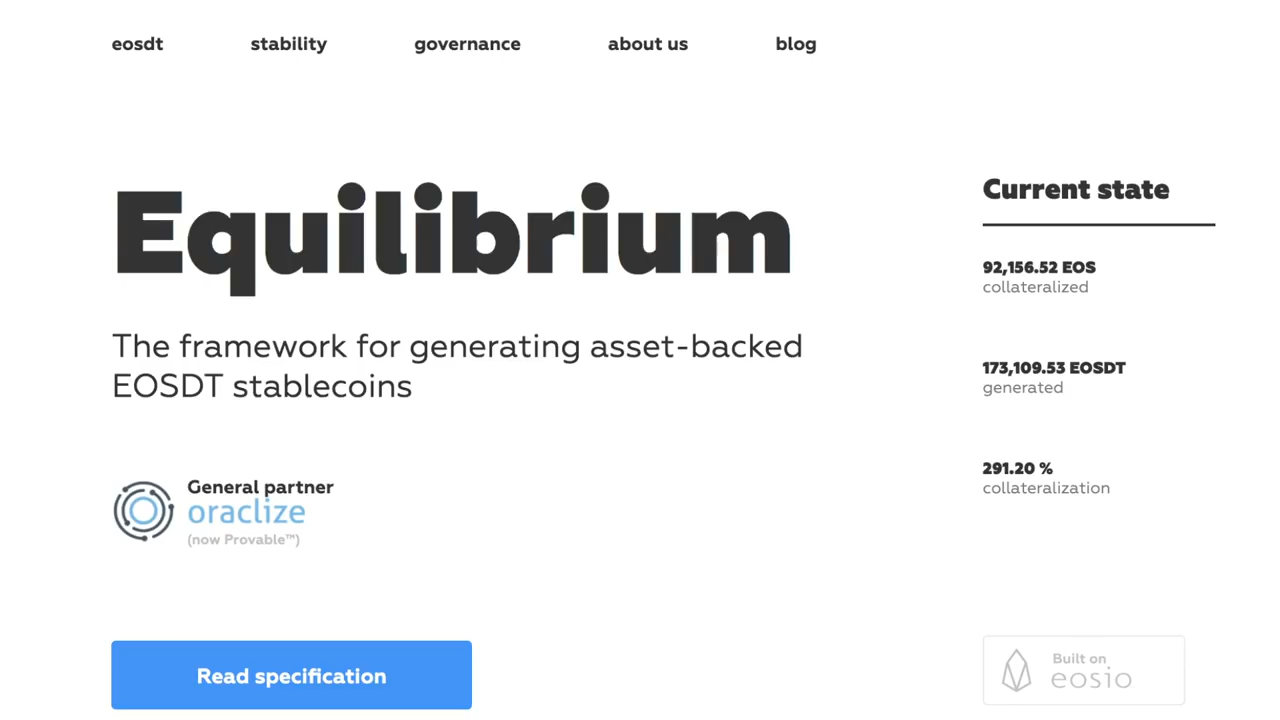 eosdt stability governance about us blog
Equilibrium
The framework for generating asset-backed
EOSDT stablecoins
General partner
oraclize
(now Provable™)
Read specification
Current state
92,156.52 EOS
collateralized
173,109.53 EOSDT
generated
291.20 %
collateralization
Built on
eosio